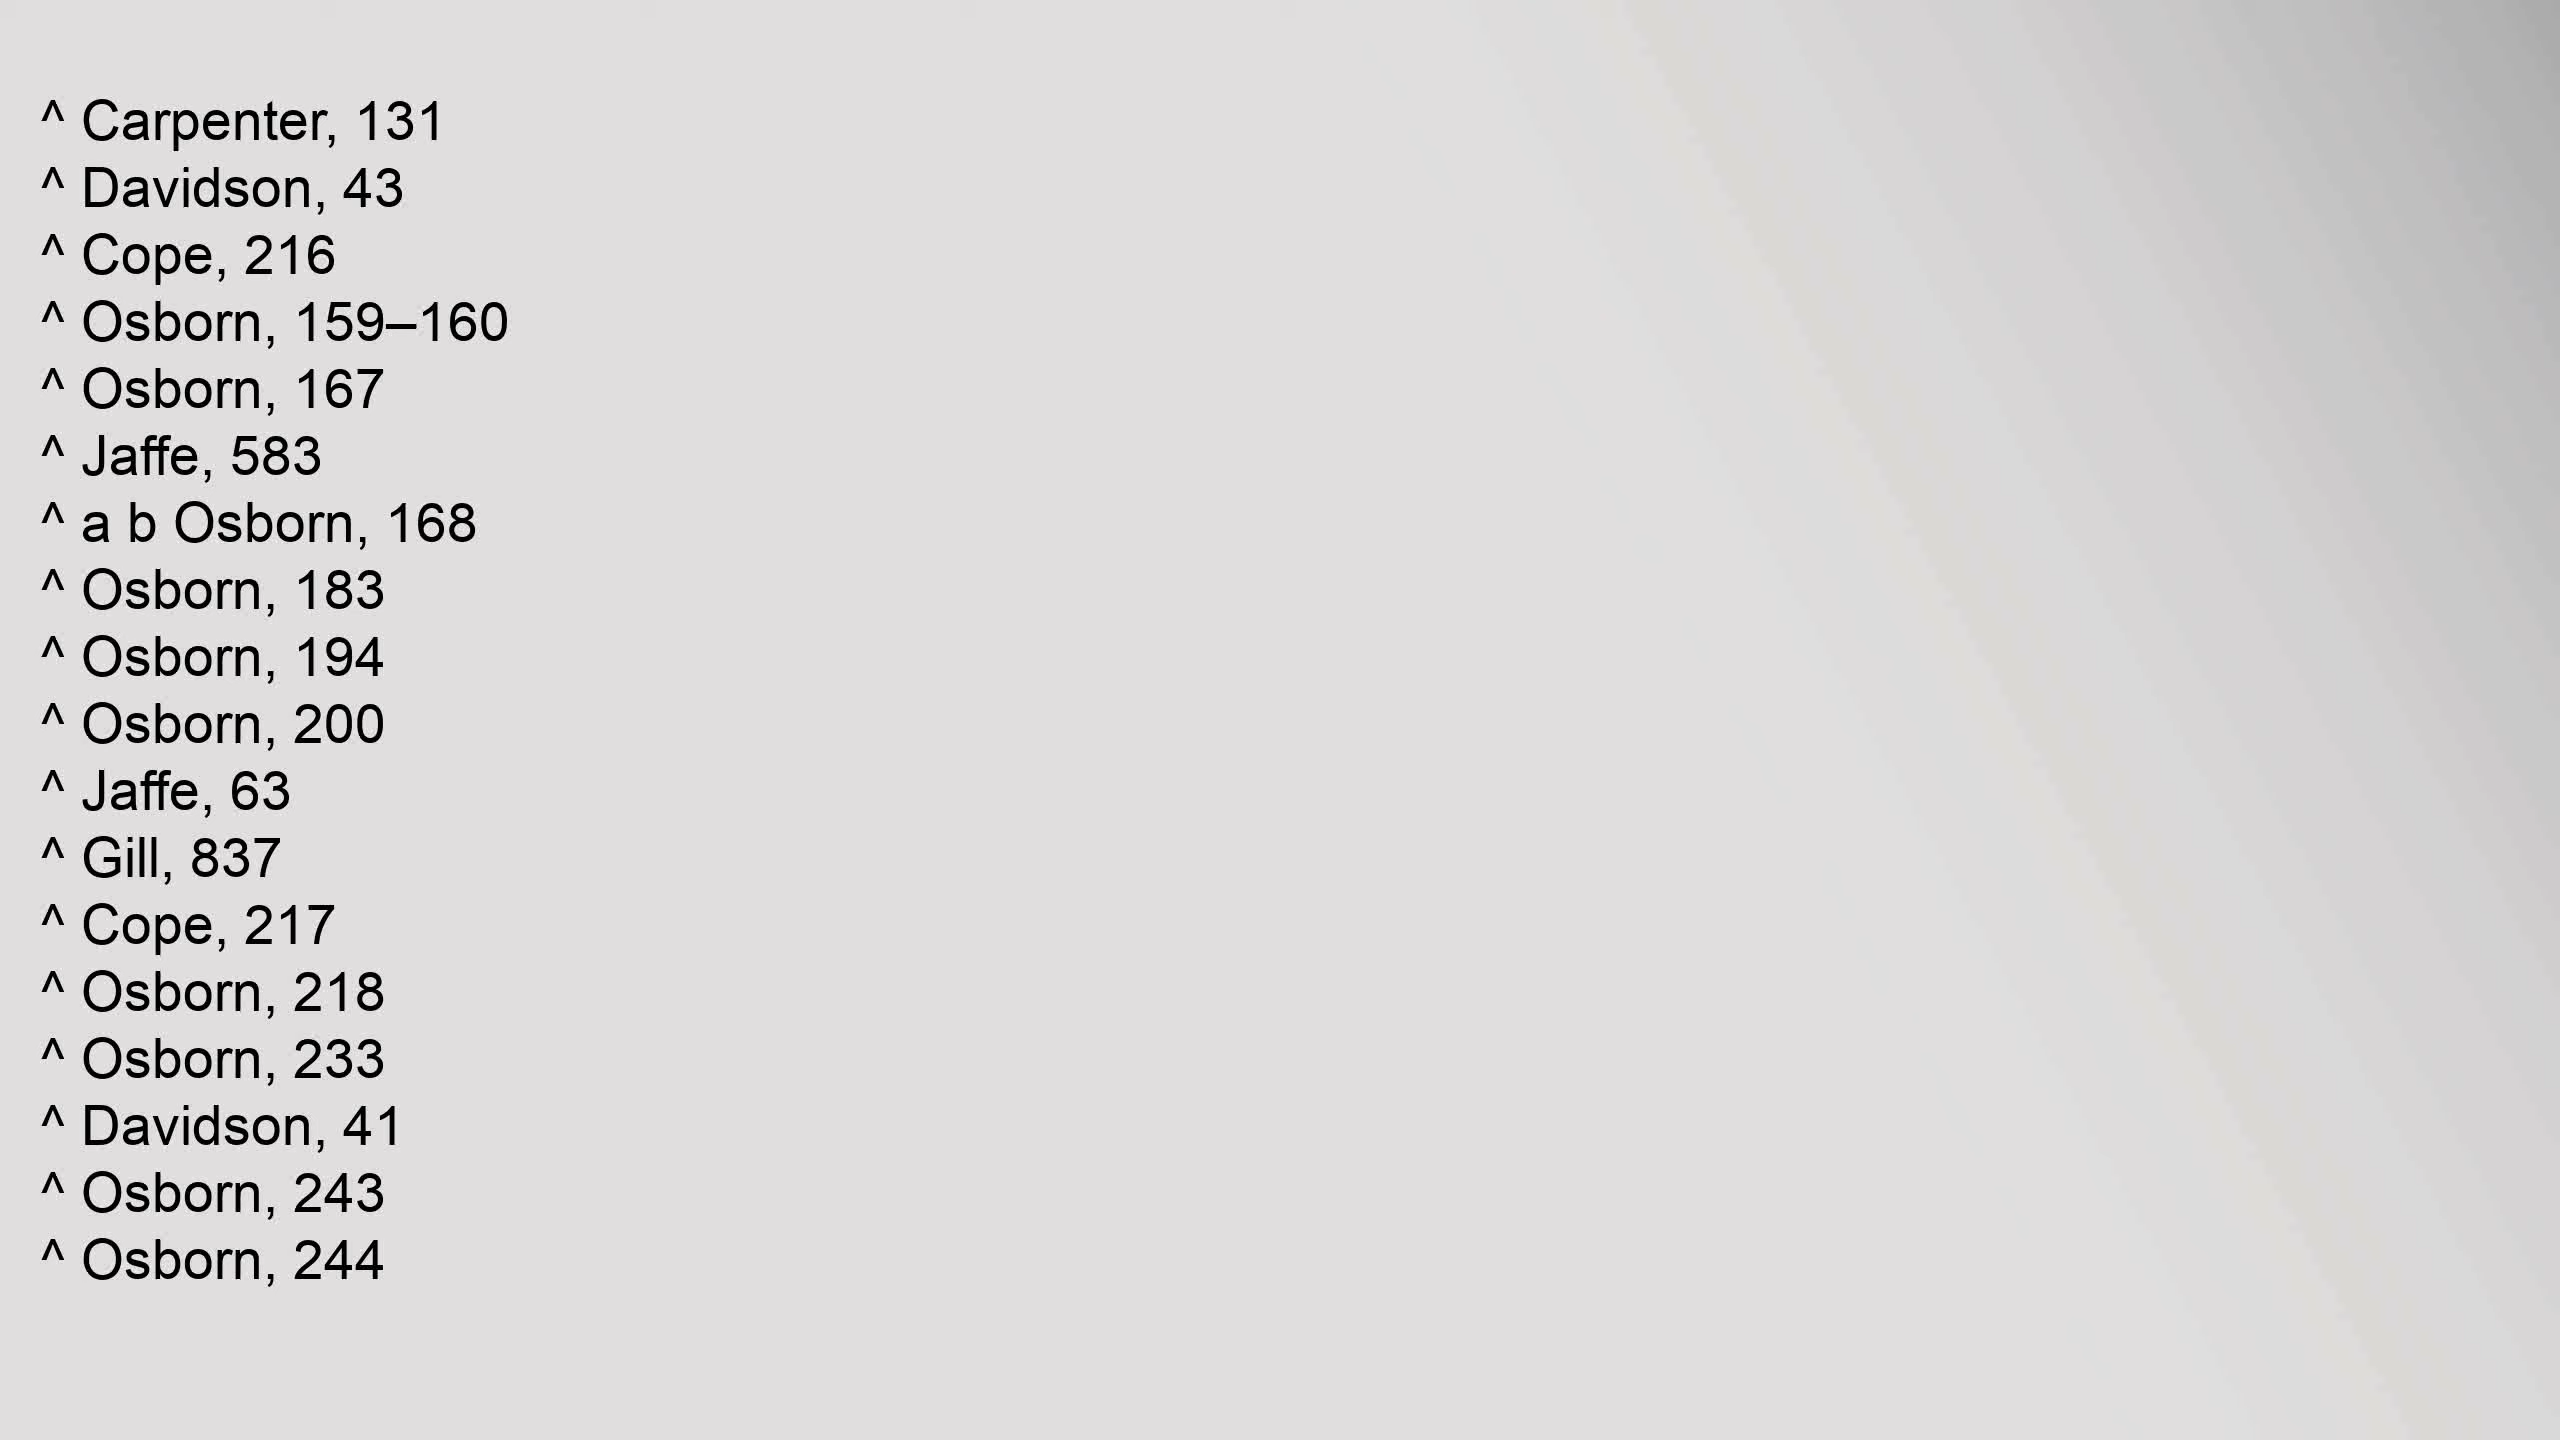 ^ Carpenter, 131
^ Davidson, 43
^ Cope, 216
^ Osborn, 159–160
^ Osborn, 167
^ Jaffe, 583
^ a b Osborn, 168
^ Osborn, 183
^ Osborn, 194
^ Osborn, 200
^ Jaffe, 63
^ Gill, 837
^ Cope, 217
^ Osborn, 218
^ Osborn, 233
^ Davidson, 41
^ Osborn, 243
^ Osborn, 244